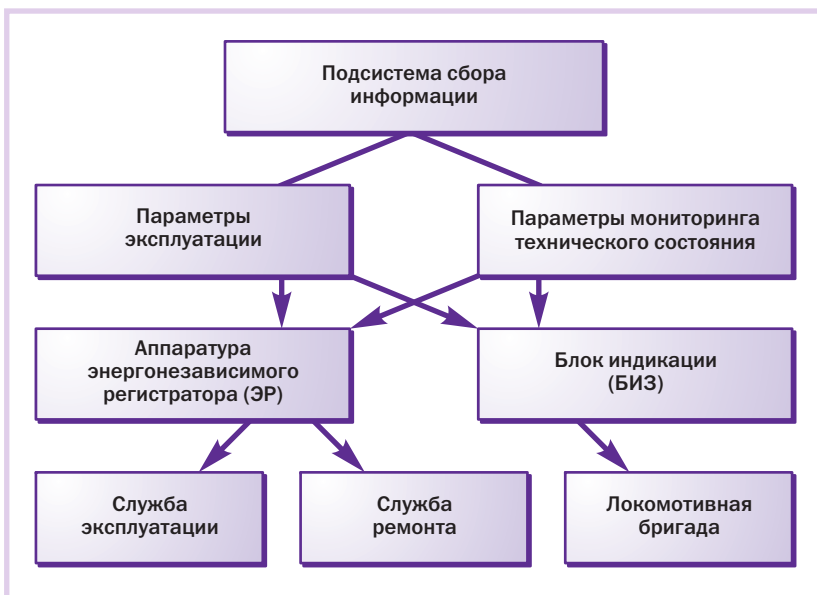 Подсистема сбора
информации
Параметры
эксплуатации
Параметры мониторинга
технического состояния
Аппаратура
энергонезависимого
регистратора (ЭР)
Блок индикации
(БИЗ)
Служба
эксплуатации
Служба
ремонта
Локомотивная
бригада